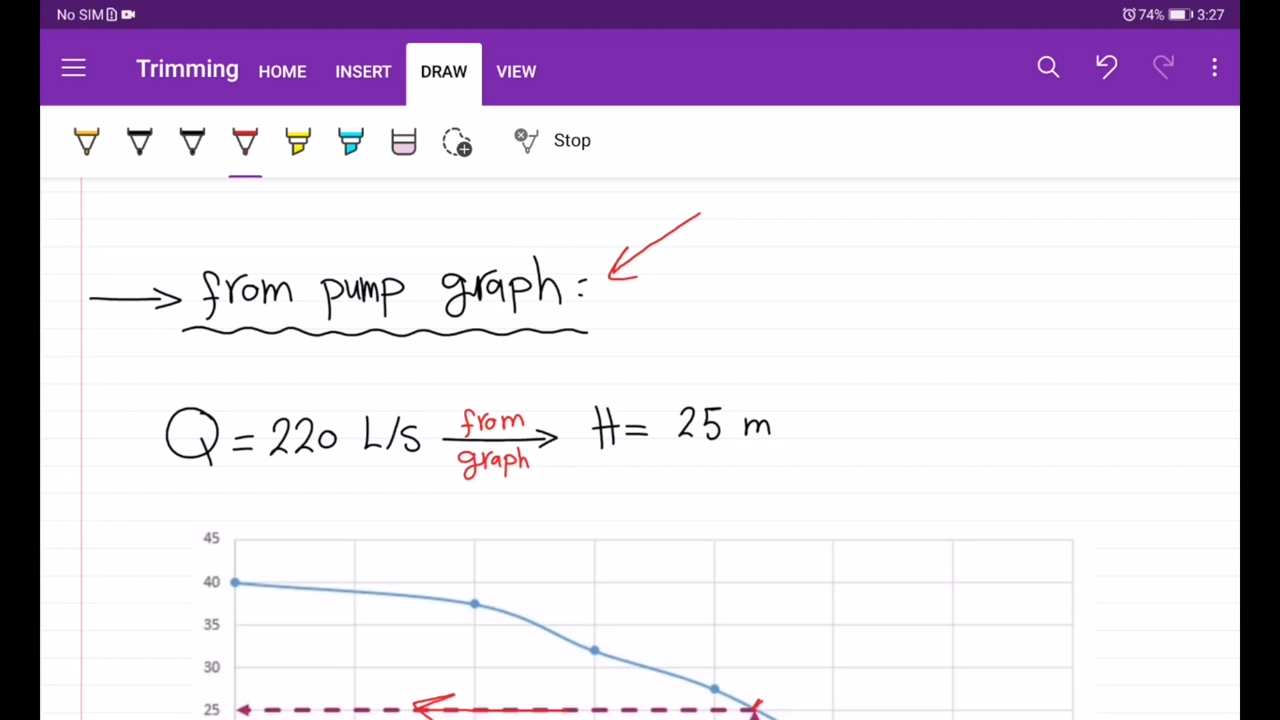 No SIM 74% 3:27
Trimming HOME INSERT DRAW VIEW
Stop
from pump graph:
Q = 220 L/s from graph H = 25 m
45
40
35
30
25